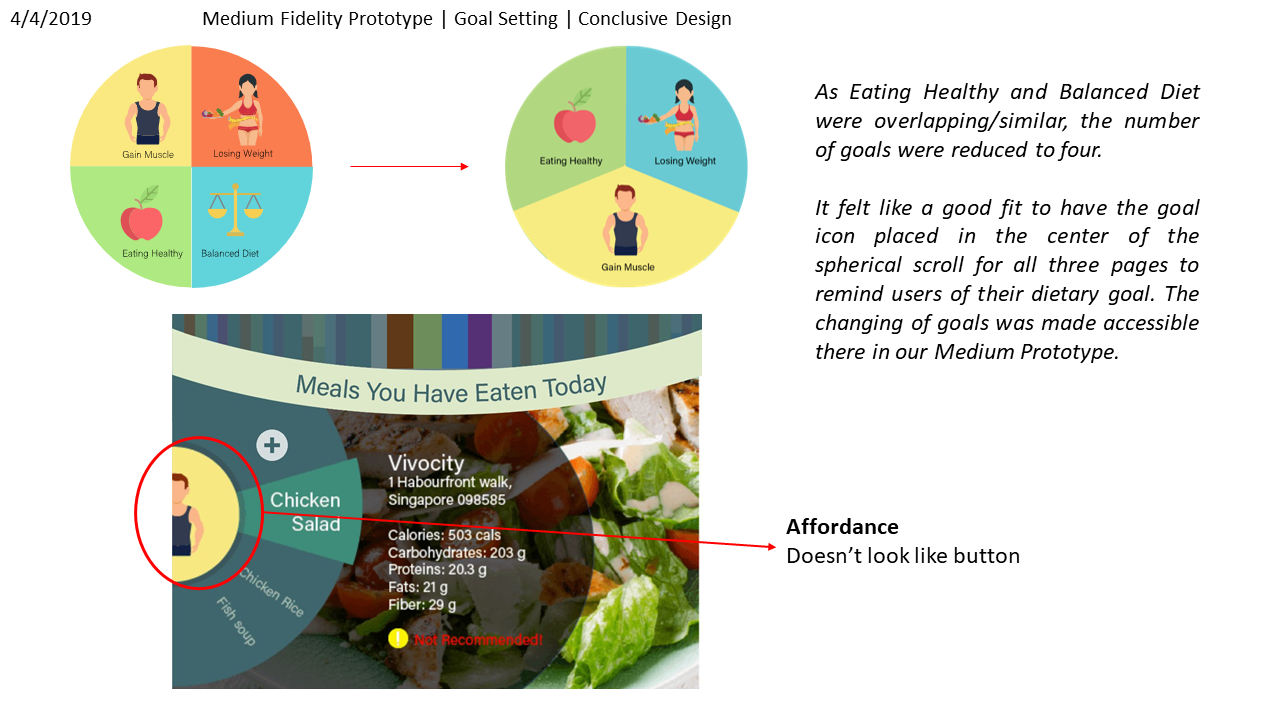 4/4/2019
Medium Fidelity Prototype | Goal Setting | Conclusive Design
Gain Muscle
Losing Weight
Eating Healthy
Balanced Diet
Eating Healthy
Losing Weight
Gain Muscle
As Eating Healthy and Balanced Diet
were overlapping/similar, the number
of goals were reduced to four.
It felt like a good fit to have the goal
icon placed in the center of the
spherical scroll for all three pages to
remind users of their dietary goal. The
changing of goals was made accessible
there in our Medium Prototype.
Meals You Have Eaten Today
+
Chicken
Salad
Chicken Rice
Fish soup
Vivocity
1 Habourfront walk,
Singapore 098585
Calories: 503 cals
Carbohydrates: 203 g
Proteins: 20.3 g
Fats: 21 g
Fiber: 29 g
! Not Recommended!
Affordance
Doesn’t look like button